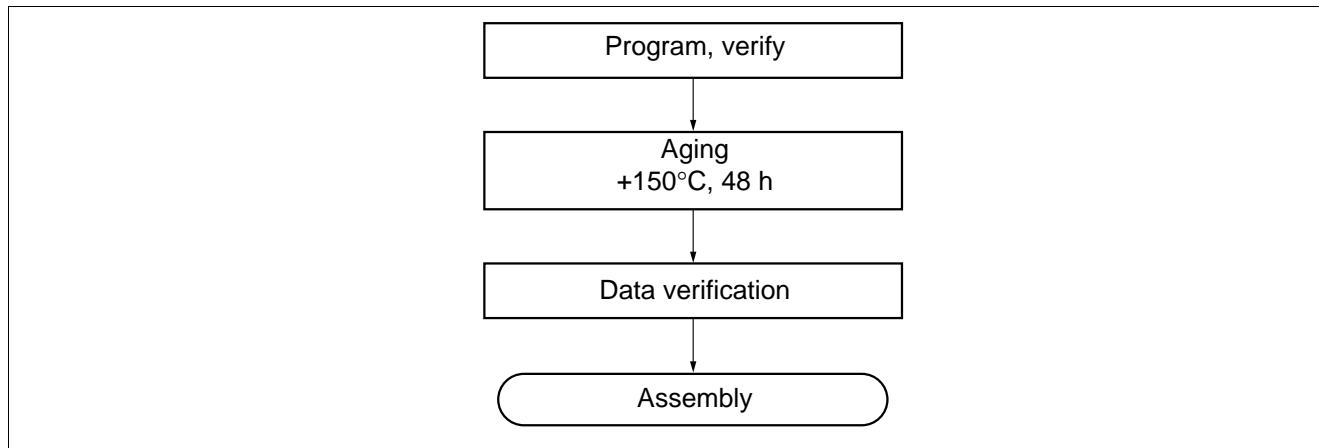 Program, verify
Aging
+150°C, 48 h
Data verification
Assembly